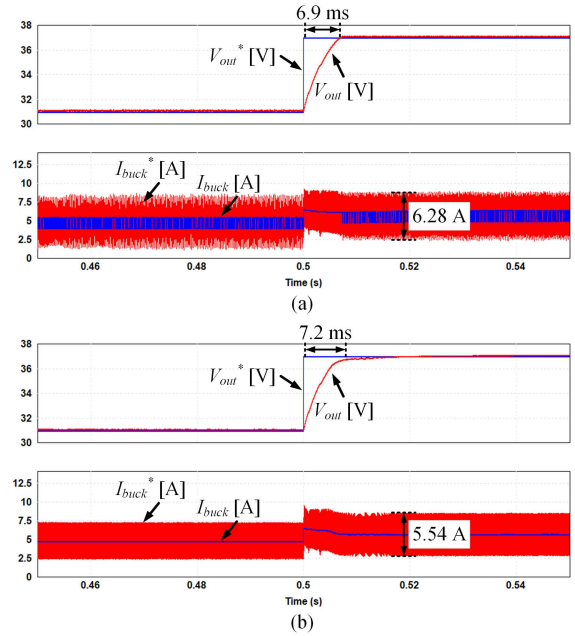 6.9 ms
38
36
34
32
30
Vout* [V]
Vout [V]
12.5
10
7.5
5
2.5
0
Ibuck* [A]
Ibuck [A]
6.28 A
0.46 0.48 0.5 0.52 0.54
Time (s)
(a)
7.2 ms
38
36
34
32
30
Vout* [V]
Vout [V]
12.5
10
7.5
5
2.5
0
Ibuck* [A]
Ibuck [A]
5.54 A
0.46 0.48 0.5 0.52 0.54
Time (s)
(b)